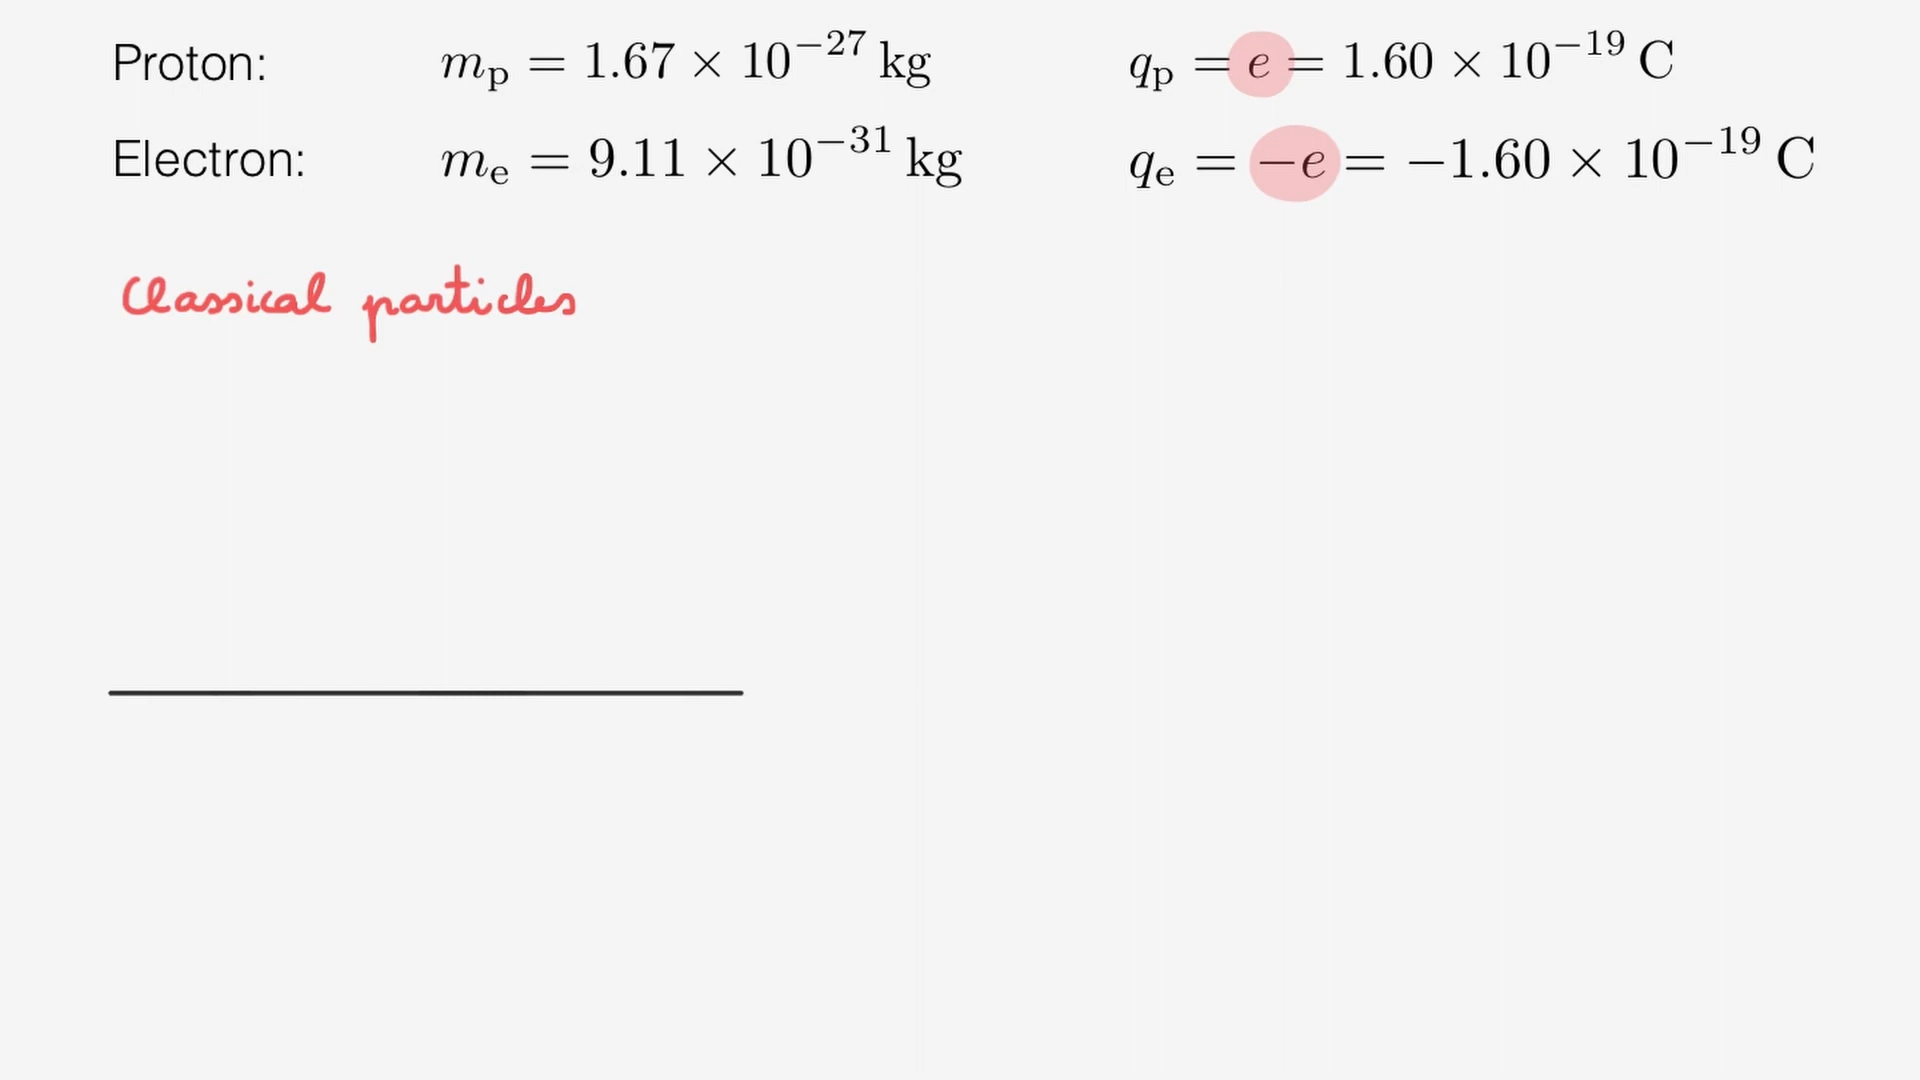 Proton: m_p = 1.67 × 10^{−27} kg q_p = e = 1.60 × 10^{−19} C
Electron: m_e = 9.11 × 10^{−31} kg q_e = −e = −1.60 × 10^{−19} C
Classical particles